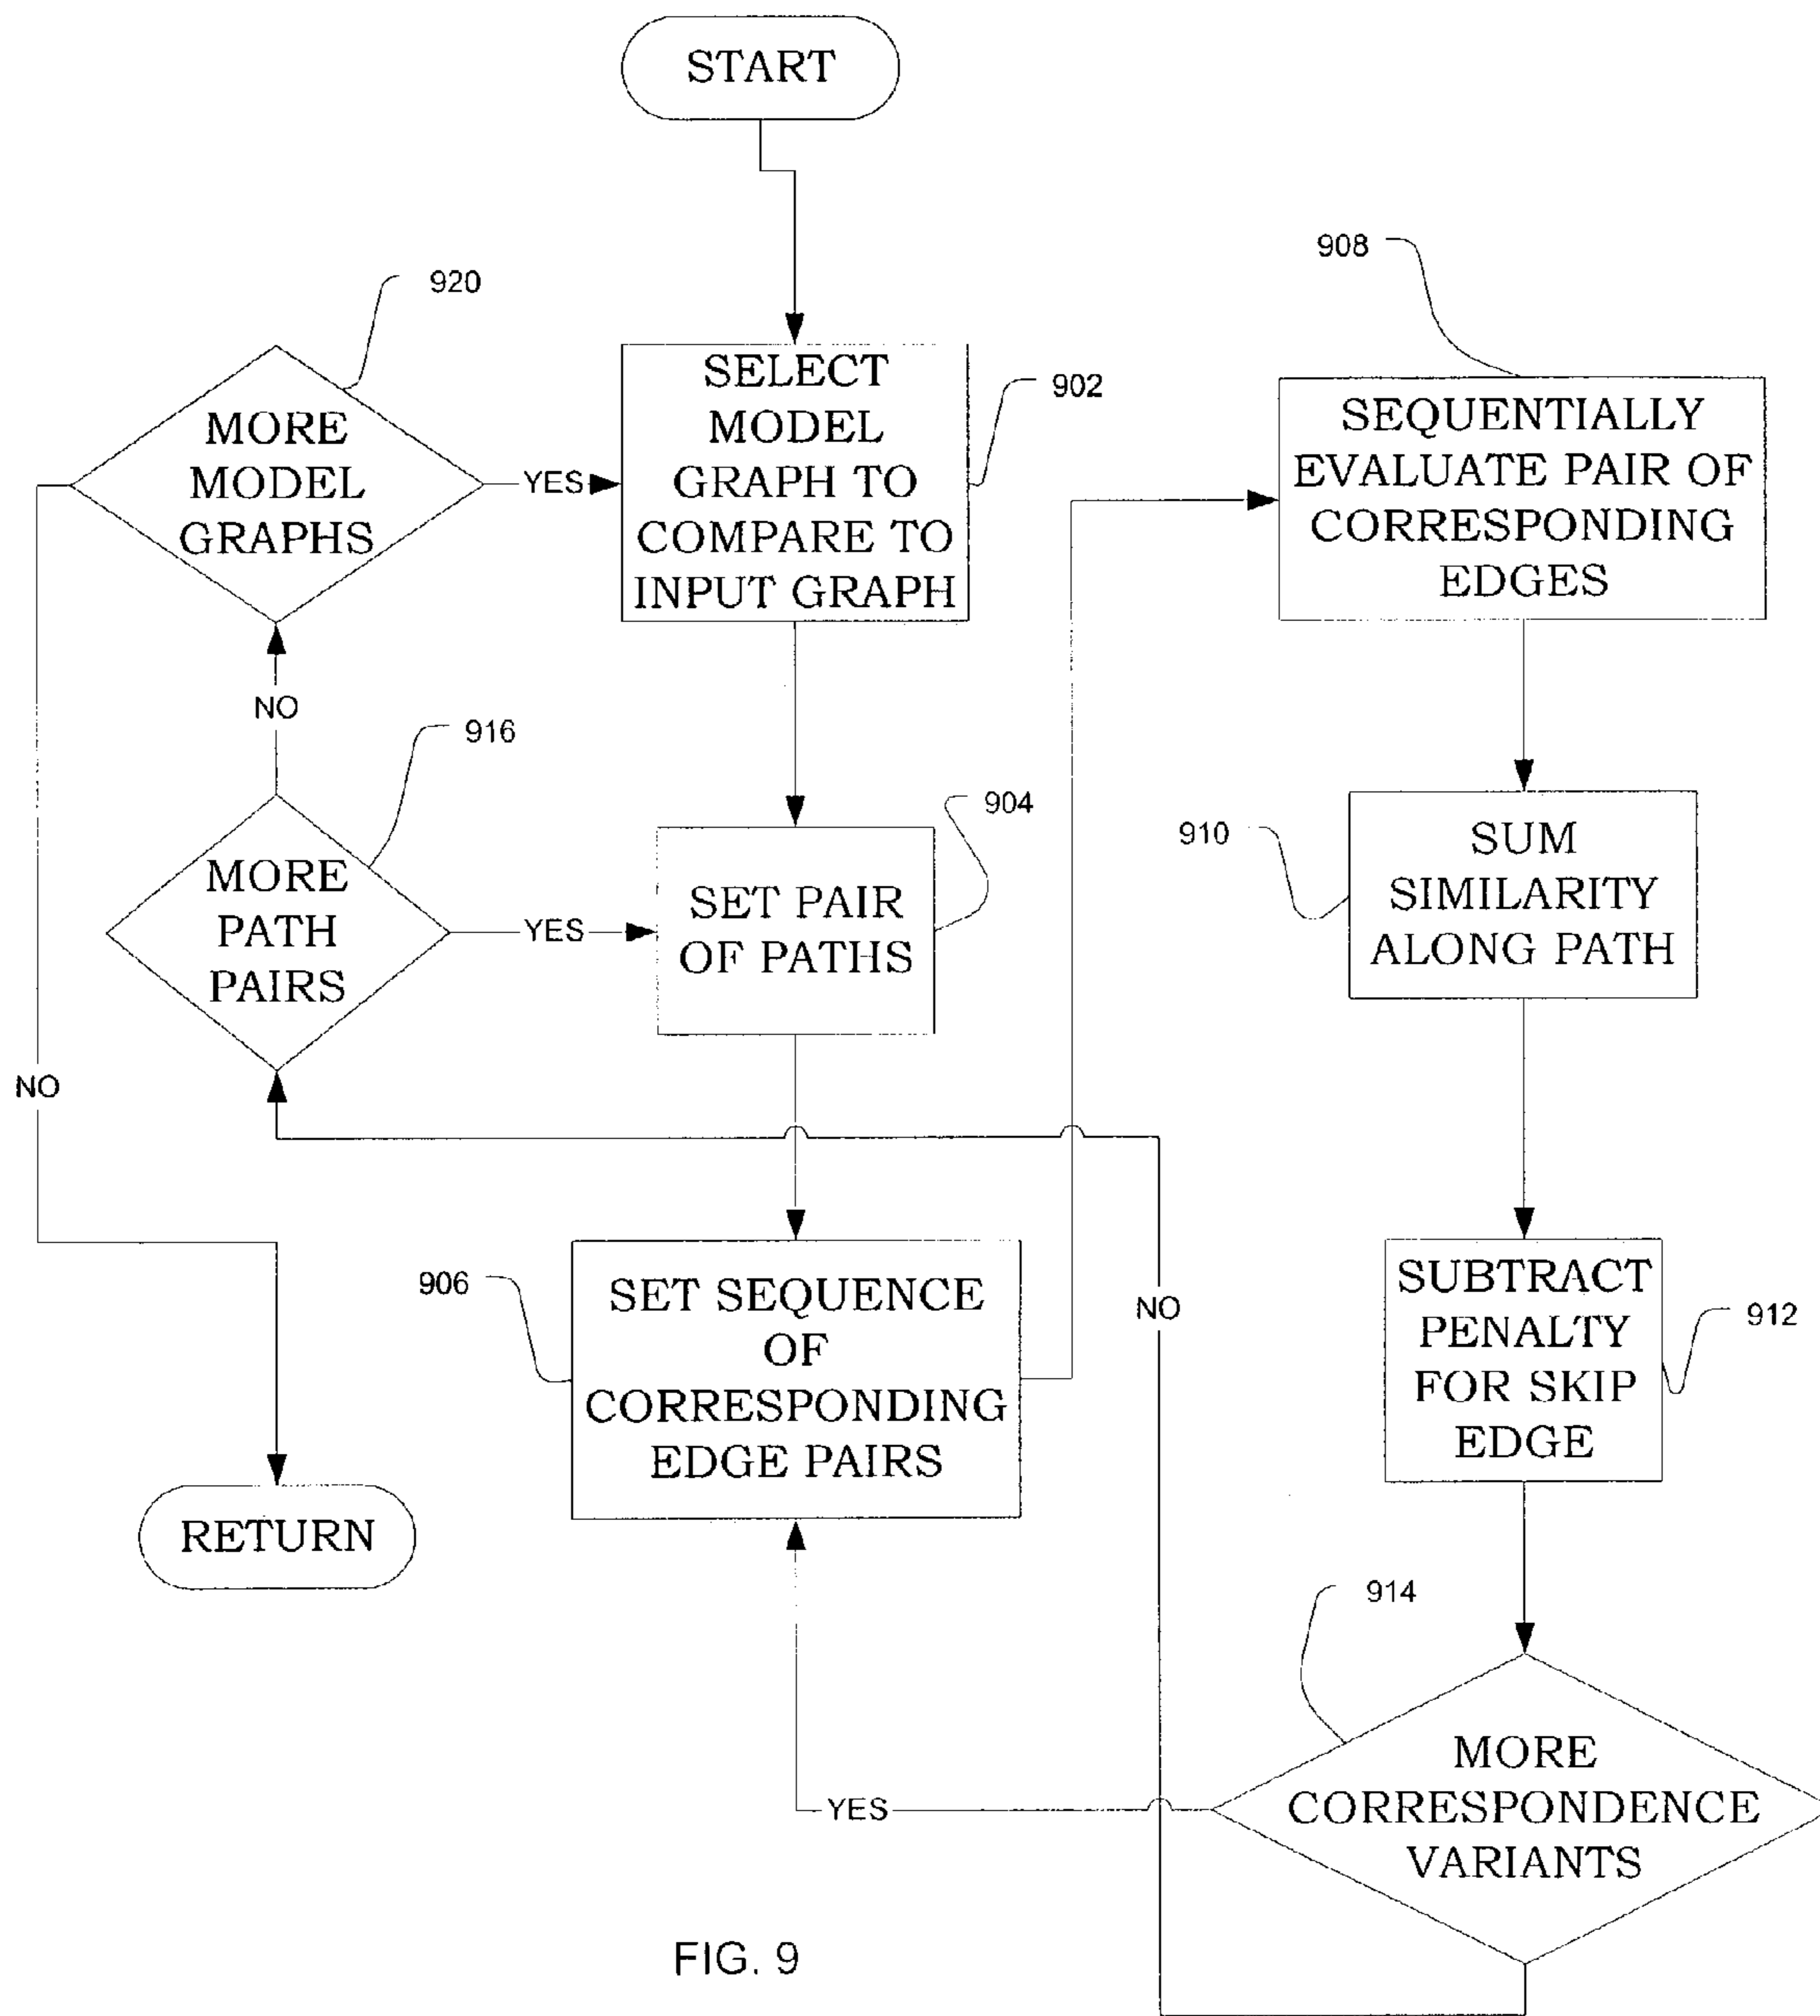 START
920
SELECT
MODEL
GRAPH TO
COMPARE TO
INPUT GRAPH
902
908
MORE
MODEL
GRAPHS
YES
SEQUENTIALLY
EVALUATE PAIR OF
CORRESPONDING
EDGES
NO
916
904
MORE
PATH
PAIRS
YES
SET PAIR
OF PATHS
910
SUM
SIMILARITY
ALONG PATH
NO
906
SET SEQUENCE
OF
CORRESPONDING
EDGE PAIRS
NO
SUBTRACT
PENALTY
FOR SKIP
EDGE
912
RETURN
914
YES
MORE
CORRESPONDENCE
VARIANTS
FIG. 9